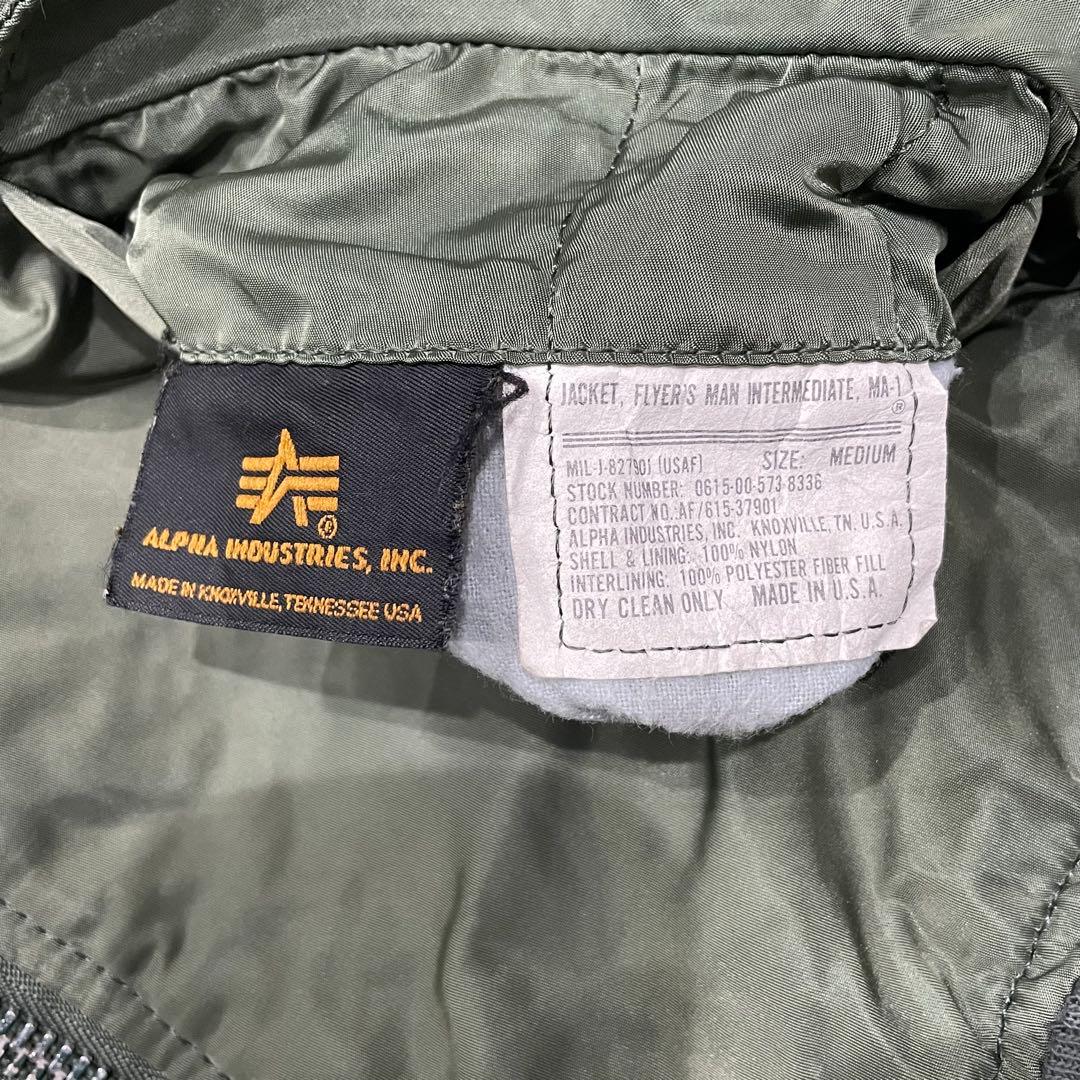 ®
ALPHA INDUSTRIES, INC.
MADE IN KNOXVILLE, TENNESSEE USA
JACKET, FLYER'S MAN INTERMEDIATE, MA-1
®
MIL-J-827901 (USAF) SIZE: MEDIUM
STOCK NUMBER: 0615-00-573-8336
CONTRACT NO.: AF/615-37901
ALPHA INDUSTRIES, INC. KNOXVILLE, TN. U.S.A.
SHELL & LINING: 100% NYLON
INTERLINING: 100% POLYESTER FIBER FILL
DRY CLEAN ONLY MADE IN U.S.A.